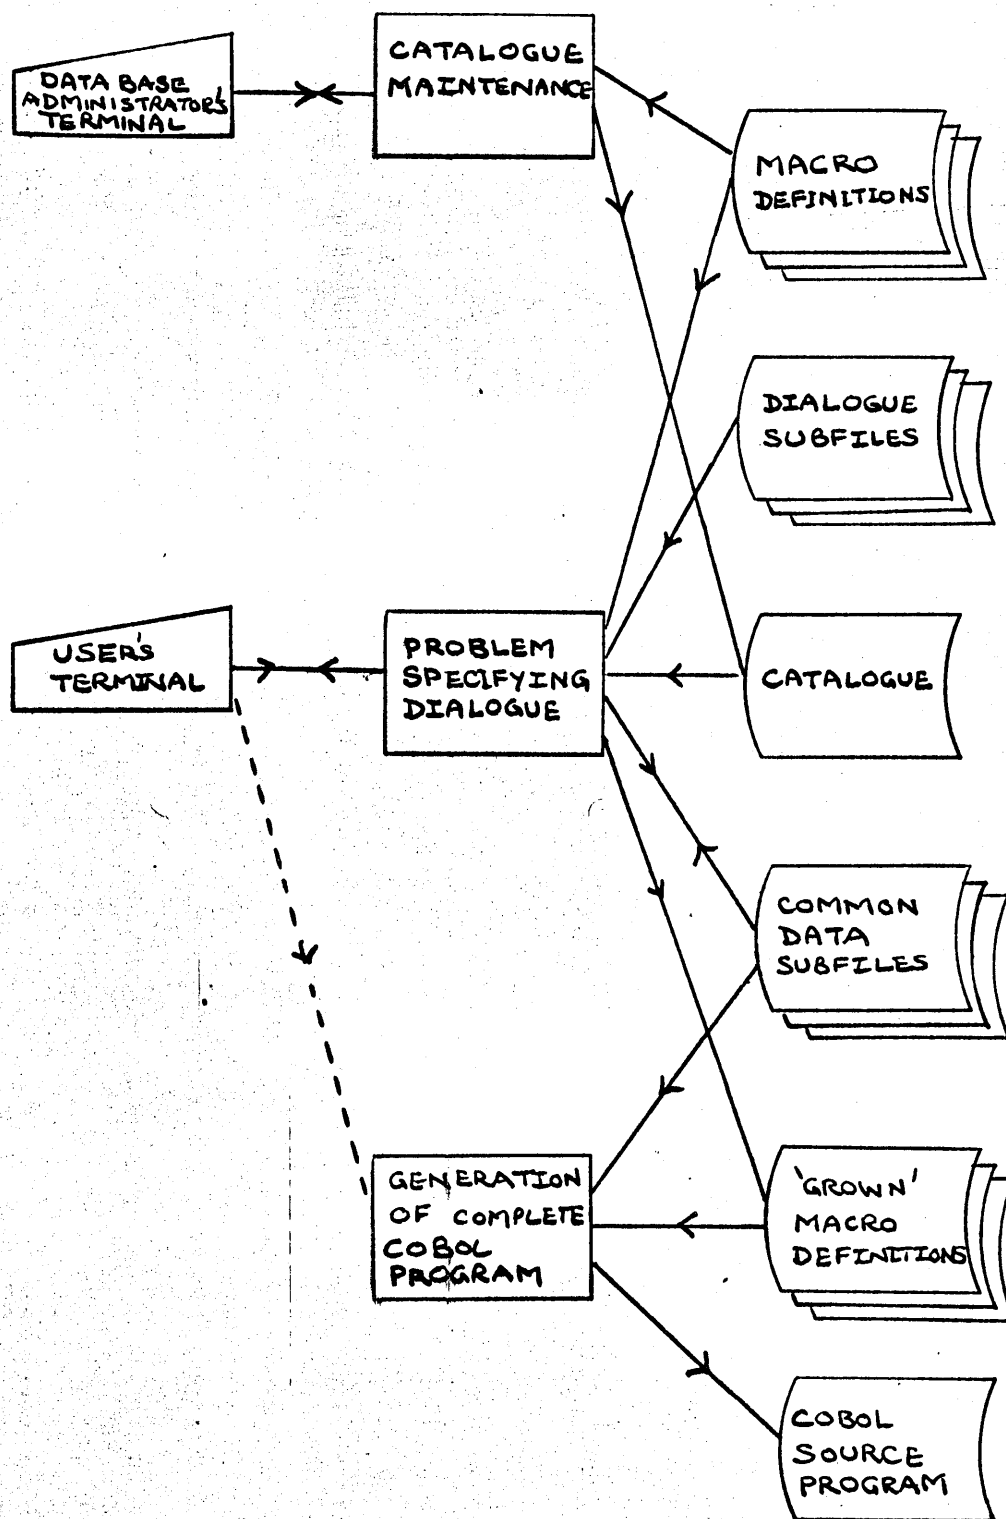 DATA BASE
ADMINISTRATOR'S
TERMINAL
CATALOGUE
MAINTENANCE
MACRO
DEFINITIONS
DIALOGUE
SUBFILES
USER'S
TERMINAL
PROBLEM
SPECIFYING
DIALOGUE
CATALOGUE
COMMON
DATA
SUBFILES
GENERATION
OF COMPLETE
COBOL
PROGRAM
'GROWN'
MACRO
DEFINITIONS
COBOL
SOURCE
PROGRAM